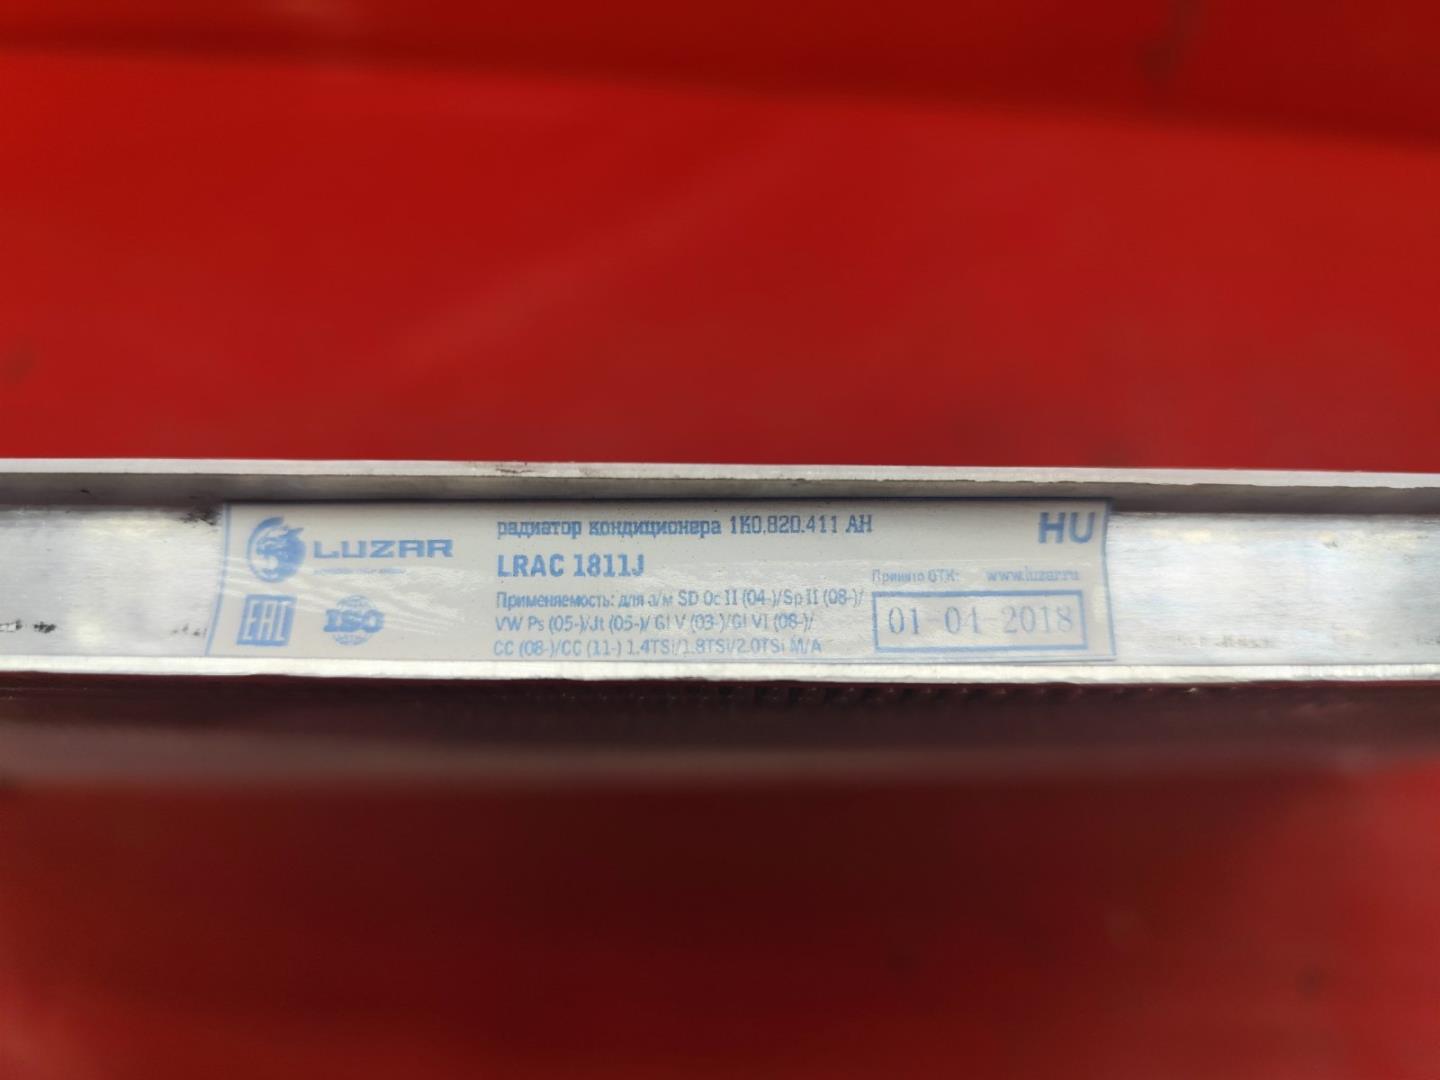 LUZAR
EAC
ISO
радиатор кондиционера 1K0.820.411 AH
LRAC 1811J
Применяемость: для а/м SD Oc II (04-)/Sp II (08-)/
VW Ps (05-)/Jt (05-)/ Gl V (03-)/Gl VI (08-)/
CC (08-)/CC (11-) 1.4TSi/1.8TSi/2.0TSi M/A
HU
Принято ОТК: www.luzar.ru
01 04 2018